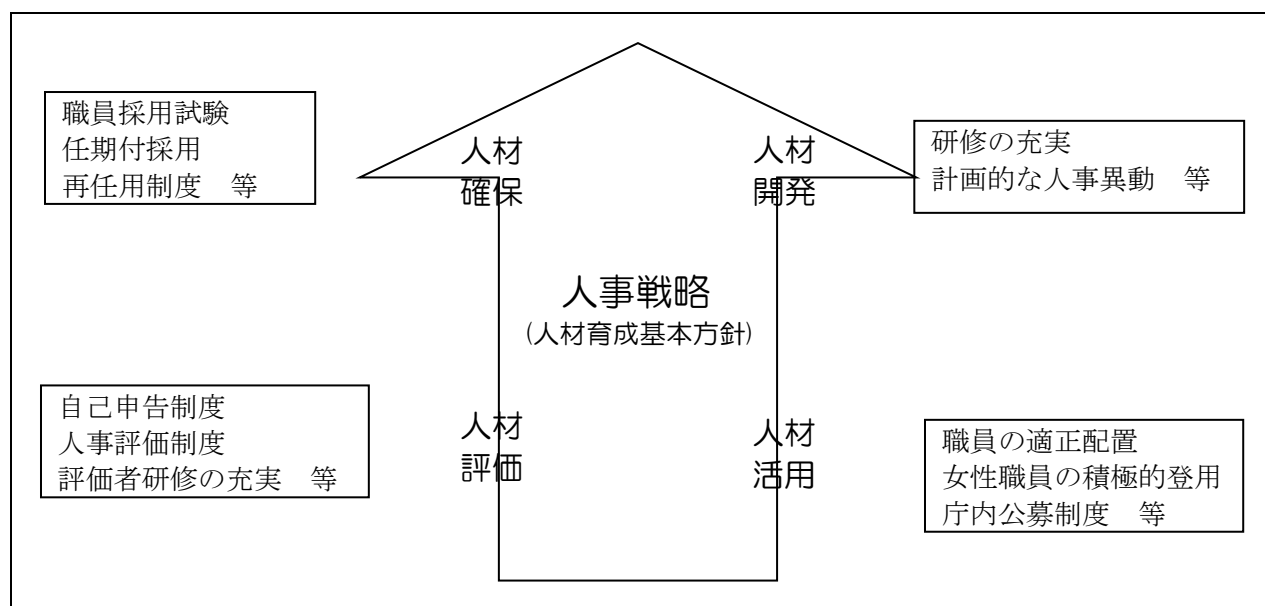 職員採用試験
任期付採用
再任用制度　等
人材
確保
人材
開発
研修の充実
計画的な人事異動　等
人事戦略
(人材育成基本方針)
自己申告制度
人事評価制度
評価者研修の充実　等
人材
評価
人材
活用
職員の適正配置
女性職員の積極的登用
庁内公募制度　等